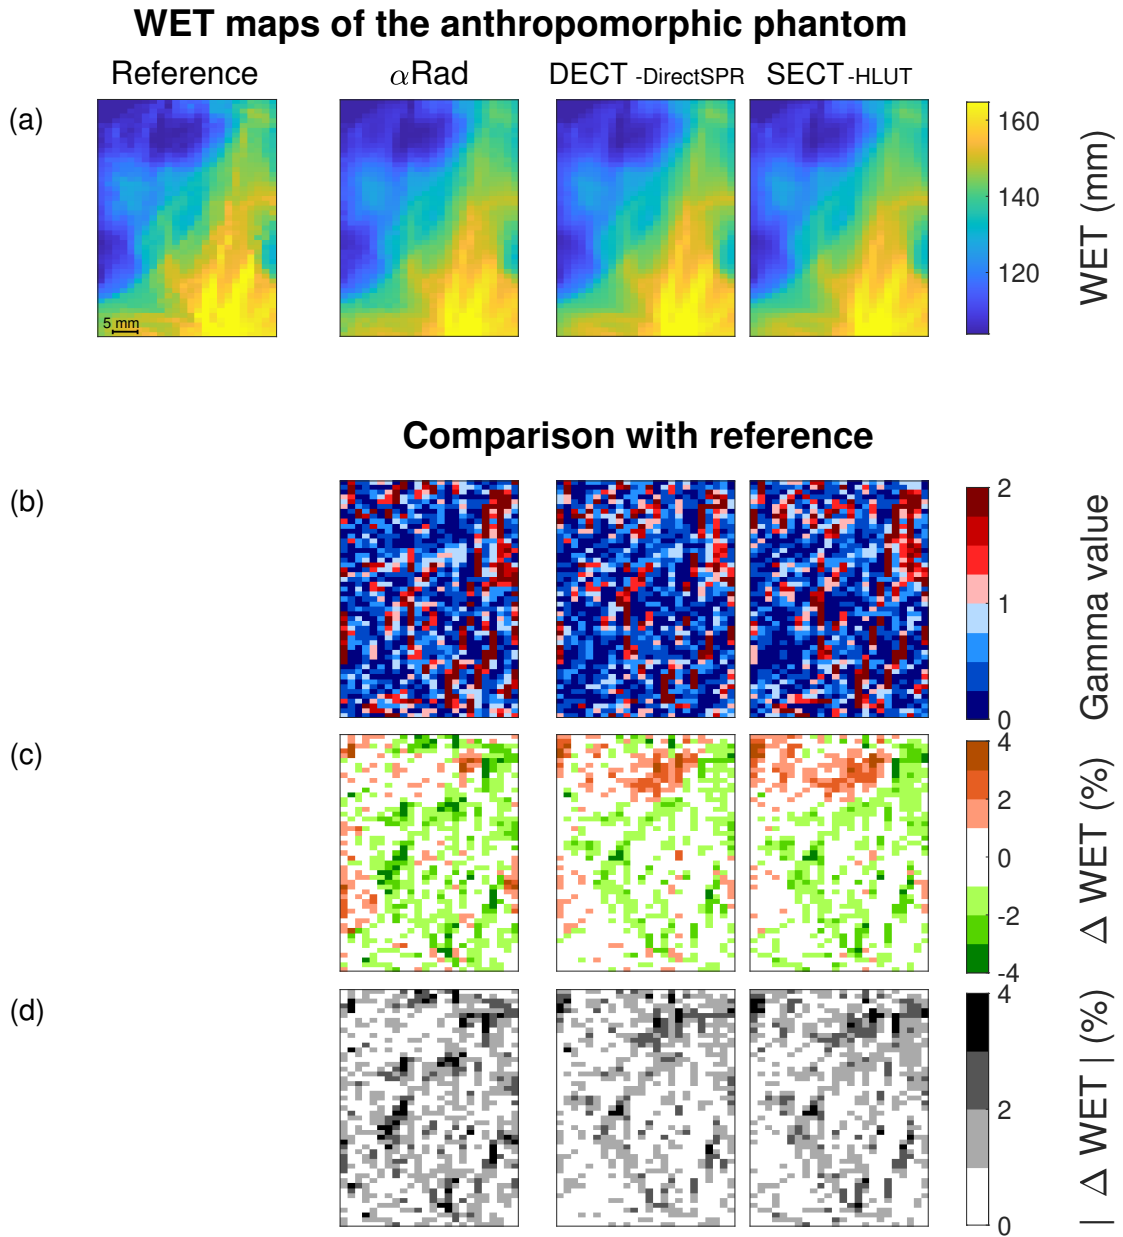 WET maps of the anthropomorphic phantom
Reference
αRad
DECT -DirectSPR
SECT -HLUT
(a)
5 mm
160
140
120
WET (mm)
Comparison with reference
(b)
2
1
0
Gamma value
(c)
4
2
0
-2
-4
Δ WET (%)
(d)
4
2
0
| Δ WET | (%)